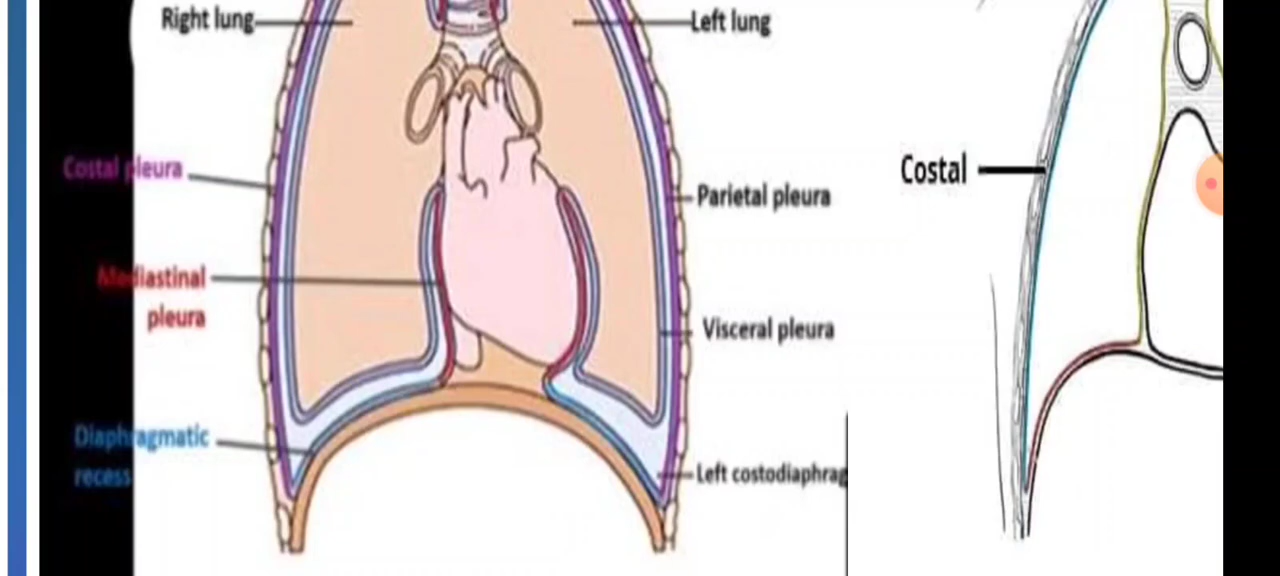 Right lung
Left lung
Costal pleura
Costal
Parietal pleura
Mediastinal
pleura
Visceral pleura
Diaphragmatic
recess
Left costodiaphrag